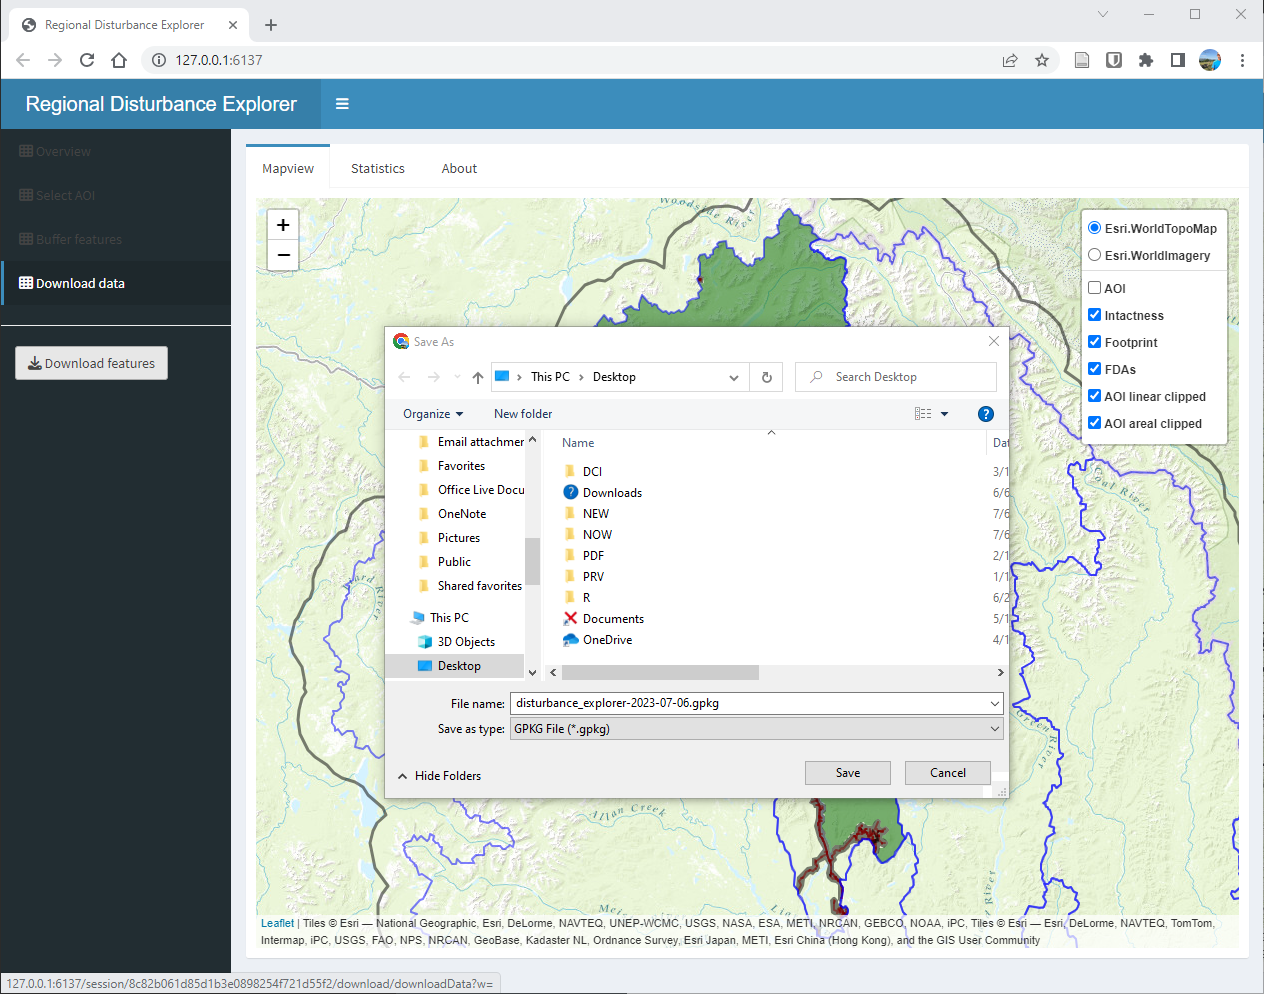 Regional Disturbance Explorer
127.0.0.1:6137
Regional Disturbance Explorer
Overview
Select AOI
Buffer features
Download data
Download features
Mapview
Statistics
About
Woodside River
+
−
Esri.WorldTopoMap
Esri.WorldImagery
AOI
Intactness
Footprint
FDAs
AOI linear clipped
AOI areal clipped
Coal River
Green River
Allan Creek
Save As
This PC > Desktop
Search Desktop
Organize
New folder
?
Email attachmer
Favorites
Office Live Docu
OneNote
Pictures
Public
Shared favorites
This PC
3D Objects
Desktop
Name
Dat
DCI 3/1
Downloads 6/6
NEW 7/6
NOW 7/6
PDF 2/1
PRV 1/1
R 6/2
Documents 5/1
OneDrive 4/1
File name: disturbance_explorer-2023-07-06.gpkg
Save as type: GPKG File (*.gpkg)
Hide Folders
Save
Cancel
Leaflet | Tiles © Esri — National Geographic, Esri, DeLorme, NAVTEQ, UNEP-WCMC, USGS, NASA, ESA, METI, NRCAN, GEBCO, NOAA, iPC, Tiles © Esri — Esri, DeLorme, NAVTEQ, TomTom,
Intermap, iPC, USGS, FAO, NPS, NRCAN, GeoBase, Kadaster NL, Ordnance Survey, Esri Japan, METI, Esri China (Hong Kong), and the GIS User Community
127.0.0.1:6137/session/8c82b061d85d1b3e0898254f721d55f2/download/downloadData?w=